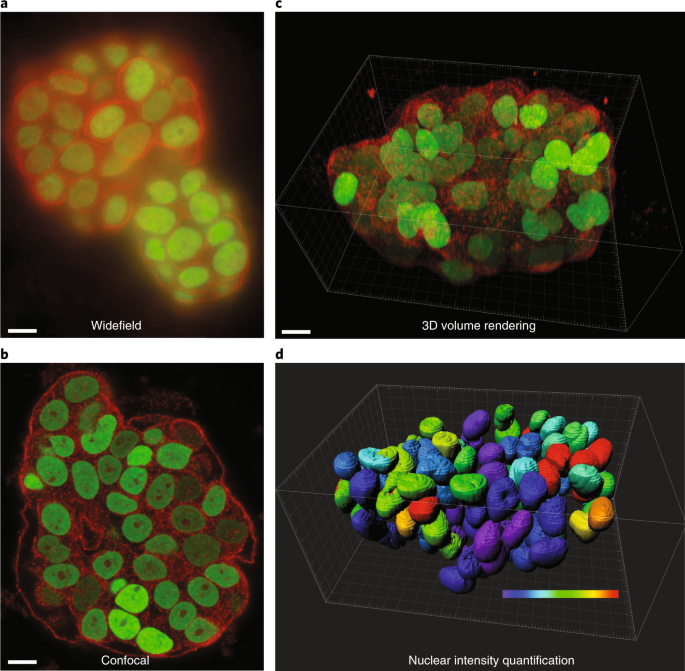 a
Widefield
c
3D volume rendering
b
Confocal
d
Nuclear intensity quantification